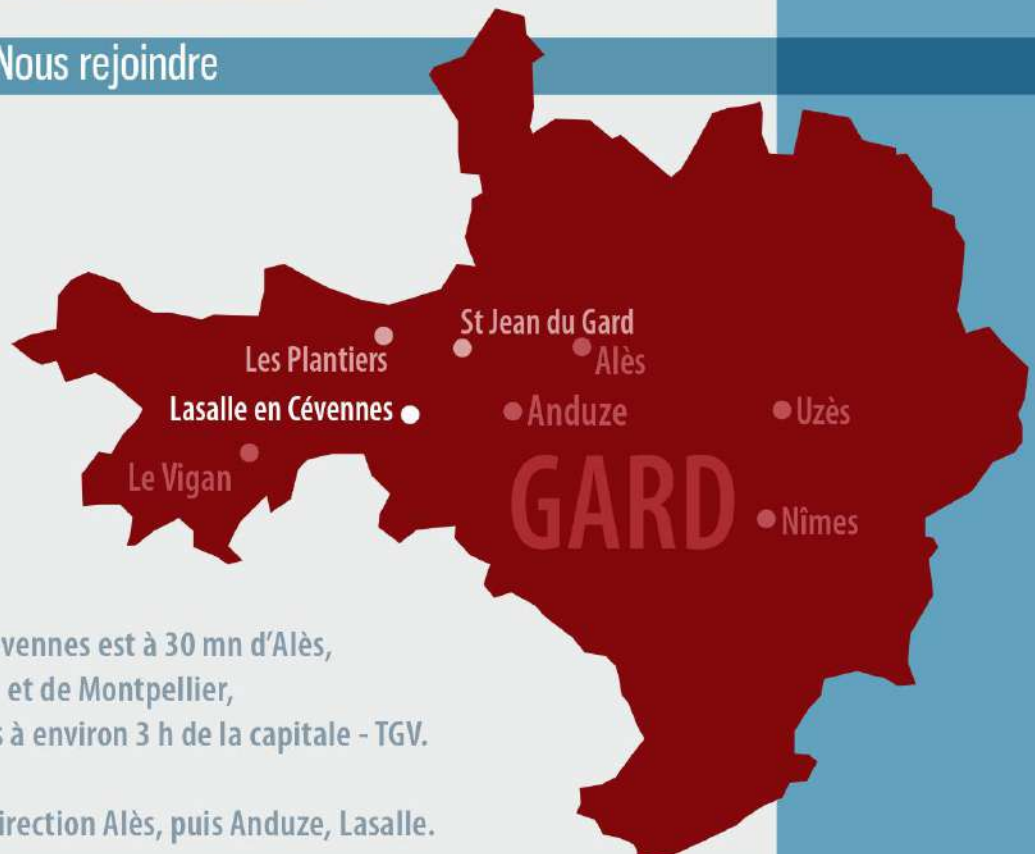 Nous rejoindre
St Jean du Gard
Les Plantiers
Alès
Lasalle en Cévennes
Anduze
Uzès
Le Vigan
GARD
Nîmes
vennes est à 30 mn d'Alès,
et de Montpellier,
s à environ 3 h de la capitale - TGV.
irection Alès, puis Anduze, Lasalle.